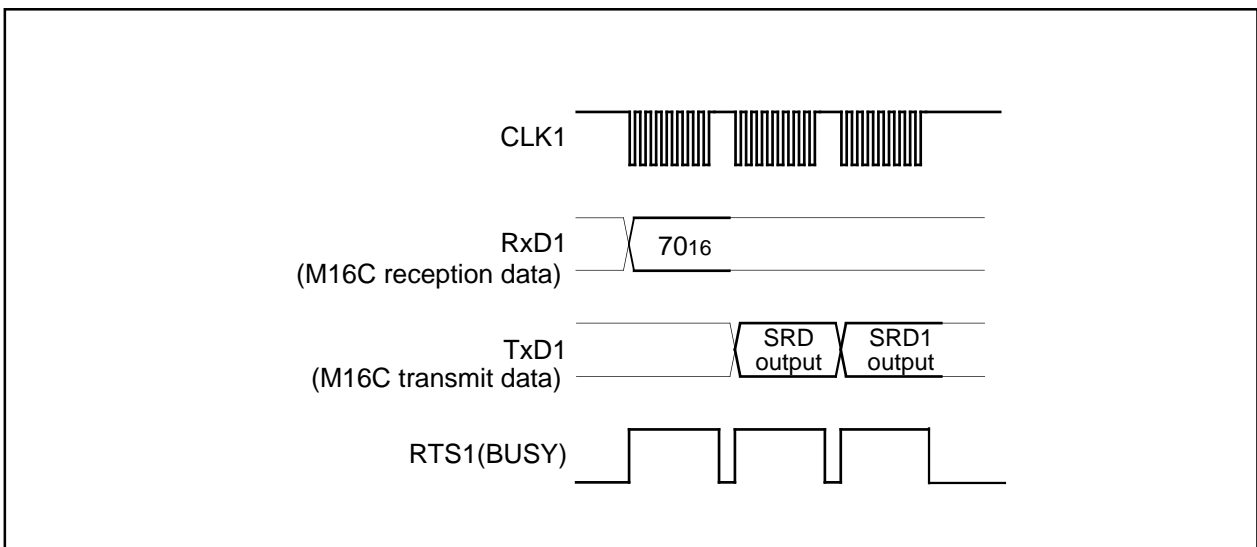 CLK1
RxD1
(M16C reception data)
7016
TxD1
(M16C transmit data)
SRD
output
SRD1
output
RTS1(BUSY)